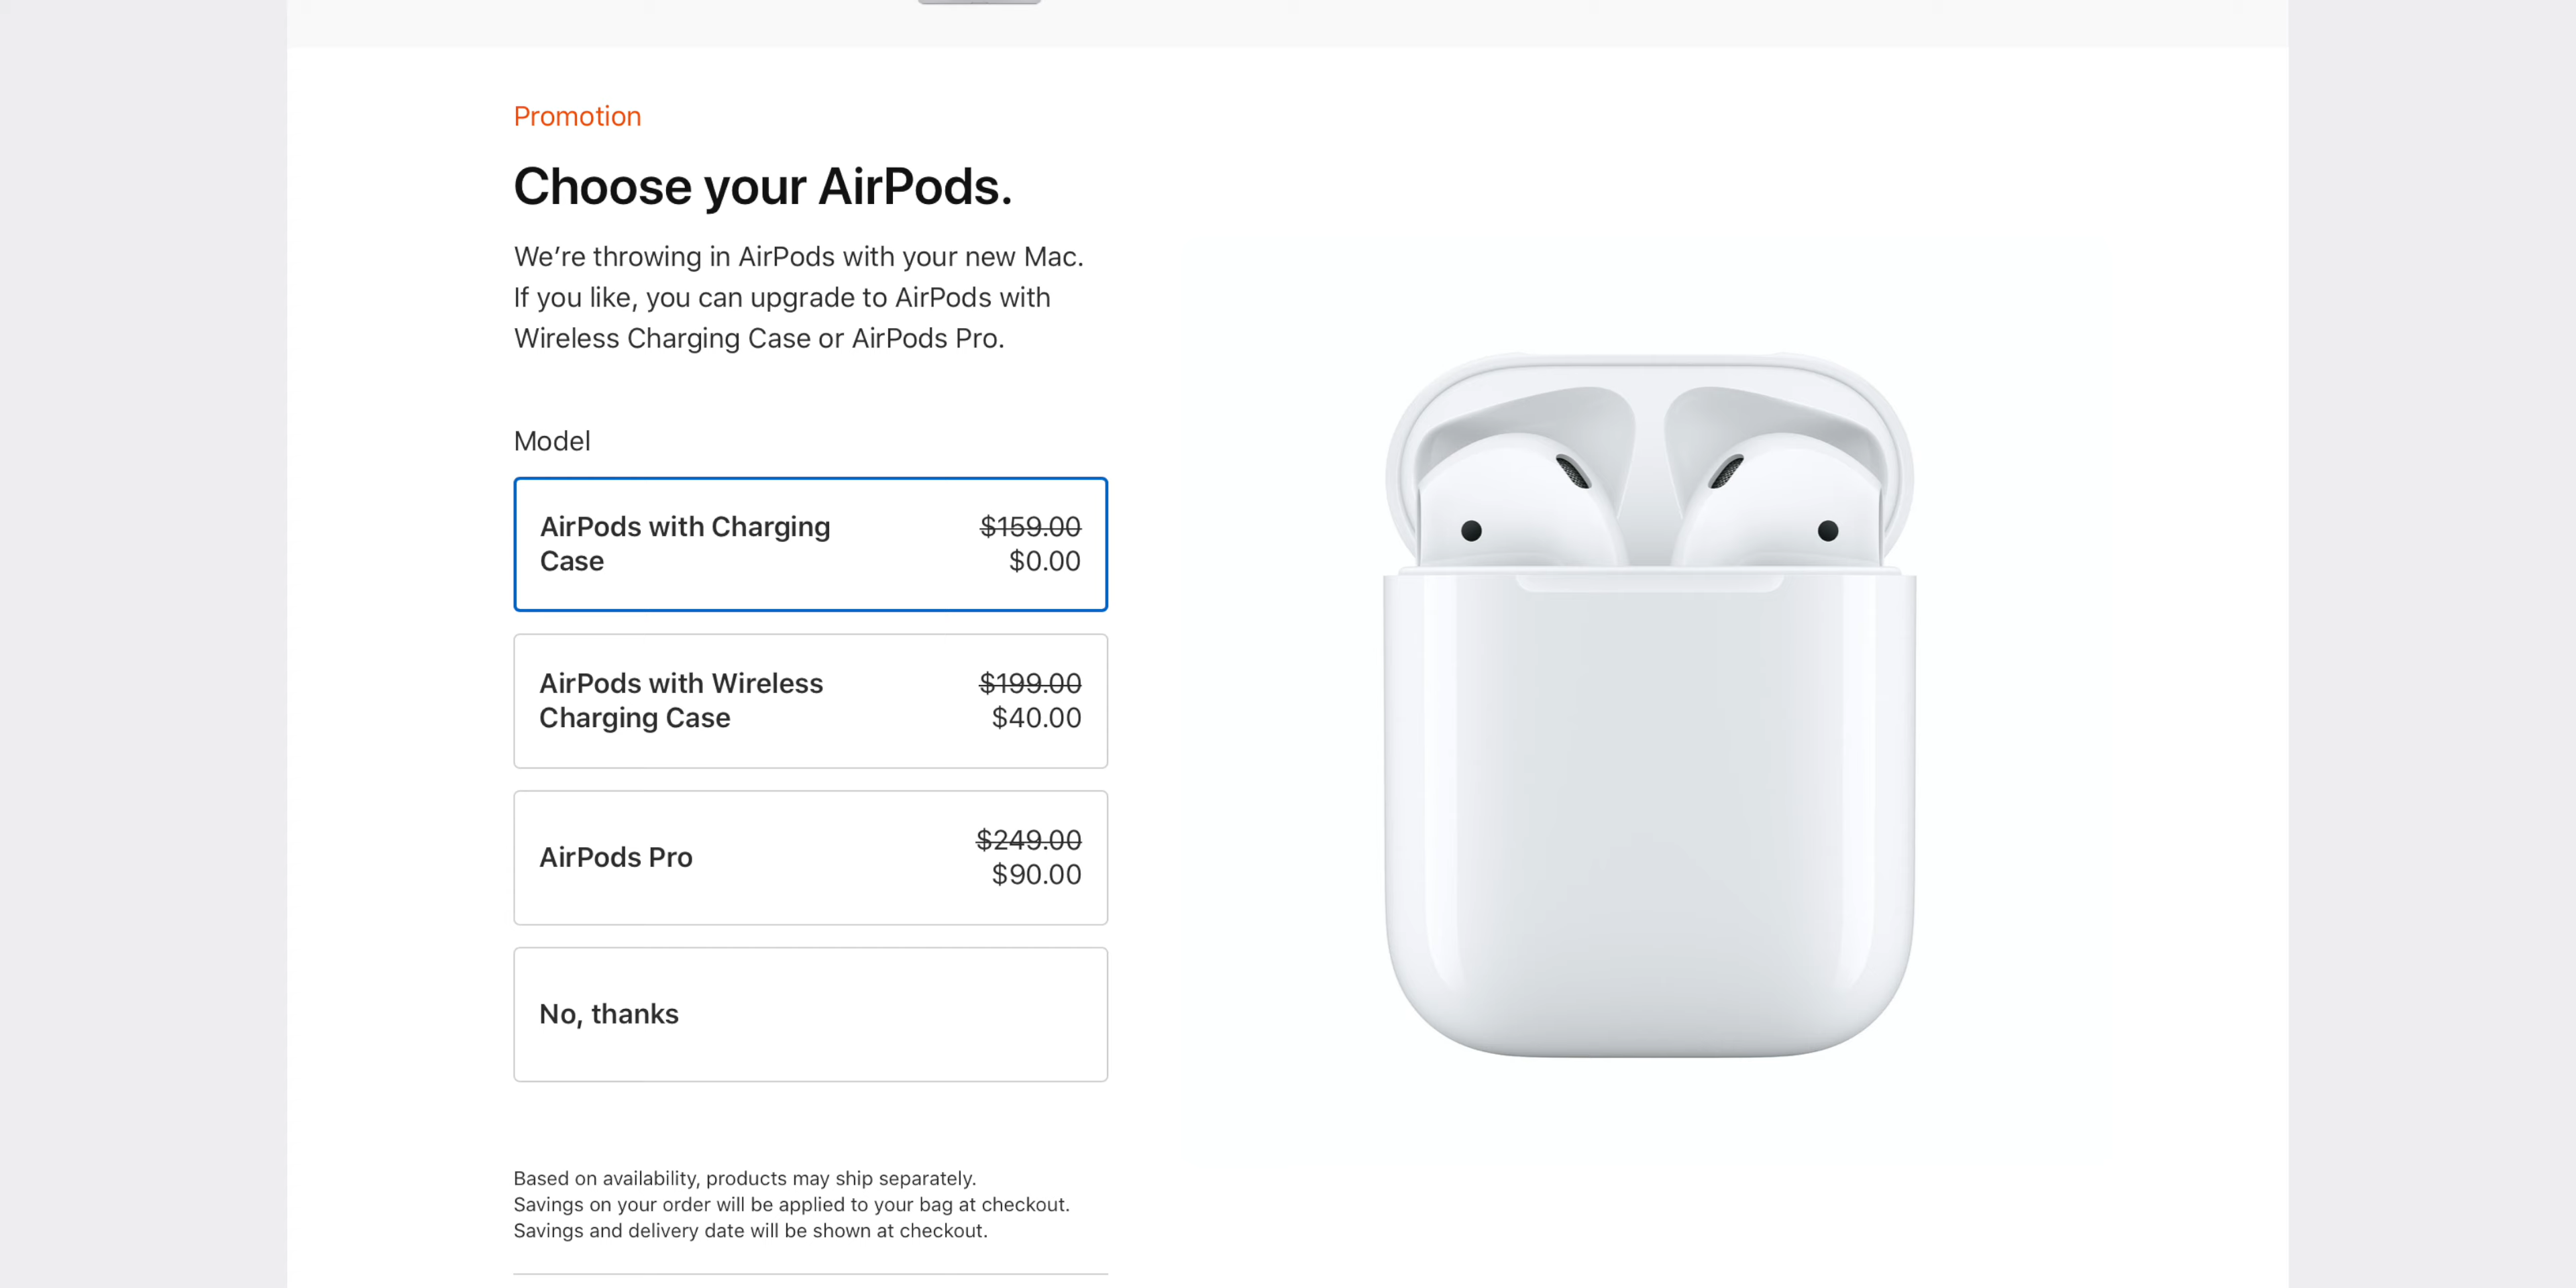 Promotion
Choose your AirPods.
We’re throwing in AirPods with your new Mac.
If you like, you can upgrade to AirPods with
Wireless Charging Case or AirPods Pro.
Model
AirPods with Charging
Case
$159.00
$0.00
AirPods with Wireless
Charging Case
$199.00
$40.00
AirPods Pro
$249.00
$90.00
No, thanks
Based on availability, products may ship separately.
Savings on your order will be applied to your bag at checkout.
Savings and delivery date will be shown at checkout.